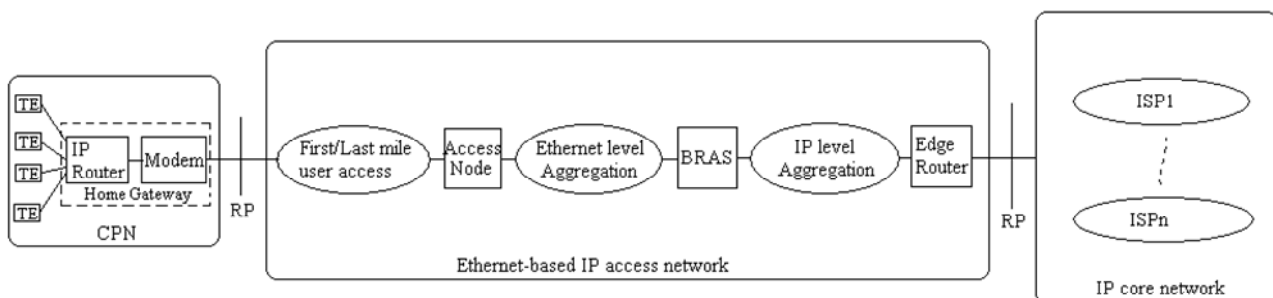 TE
TE
TE
TE
IP
Router
Modem
Home Gateway
CPN
RP
First/Last mile
user access
Access
Node
Ethernet level
Aggregation
BRAS
IP level
Aggregation
Edge
Router
Ethernet-based IP access network
RP
ISP1
ISPn
IP core network